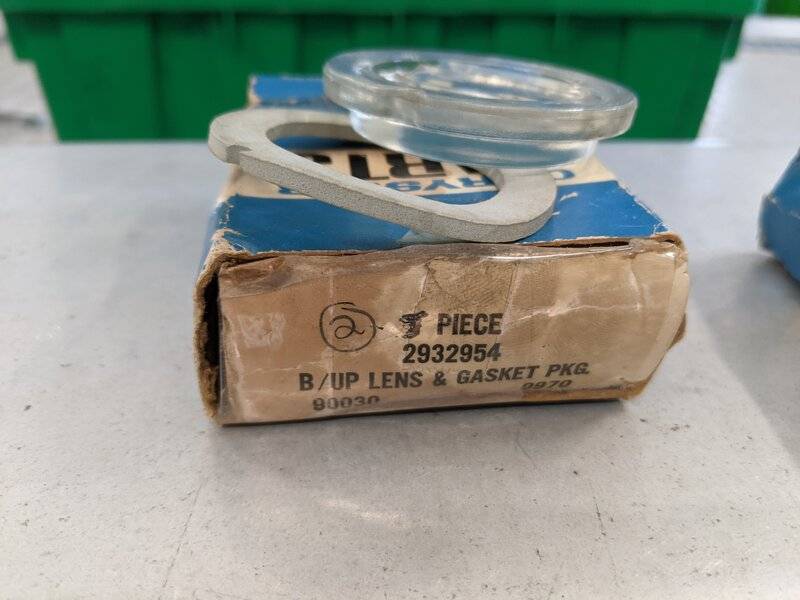 ② PIECE
2932954
B/UP LENS & GASKET PKG.
90030 0970